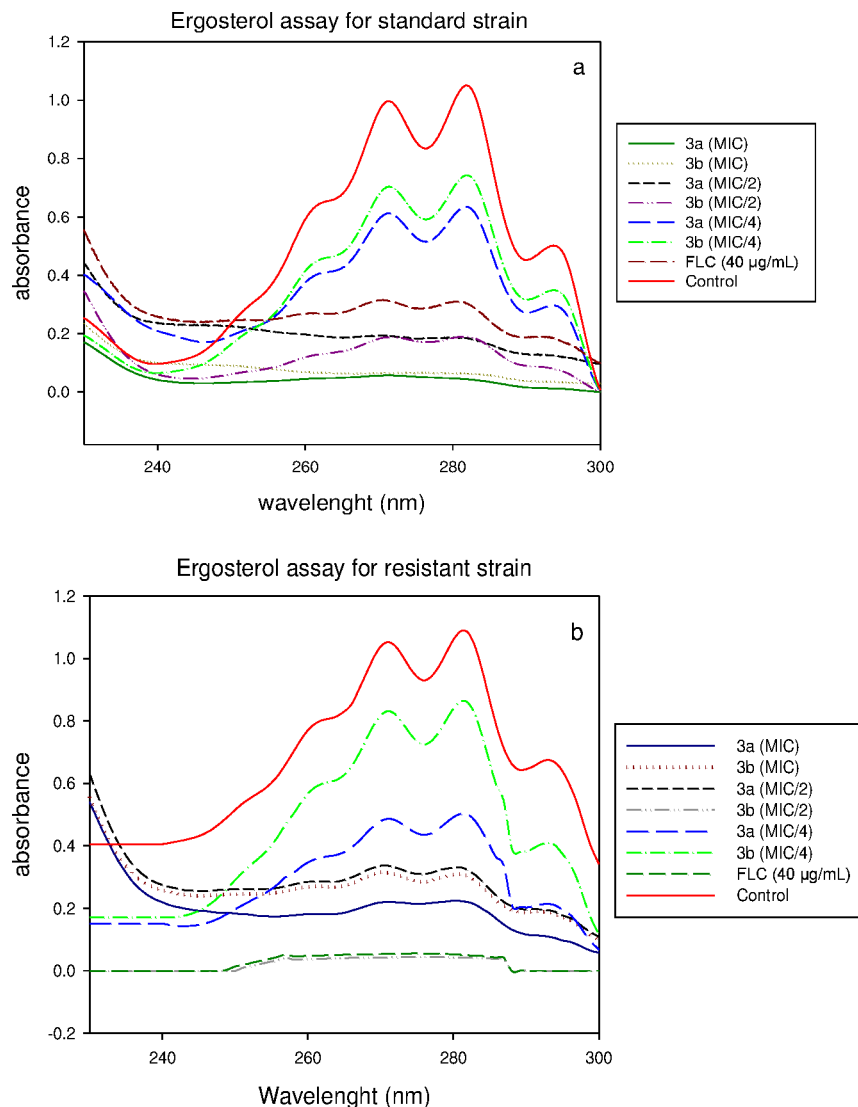 Ergosterol assay for standard strain
a
absorbance
1.2
1.0
0.8
0.6
0.4
0.2
0.0
240
260
280
300
wavelenght (nm)
3a (MIC)
3b (MIC)
3a (MIC/2)
3b (MIC/2)
3a (MIC/4)
3b (MIC/4)
FLC (40 µg/mL)
Control
Ergosterol assay for resistant strain
b
absorbance
1.2
1.0
0.8
0.6
0.4
0.2
0.0
-0.2
240
260
280
300
Wavelenght (nm)
3a (MIC)
3b (MIC)
3a (MIC/2)
3b (MIC/2)
3a (MIC/4)
3b (MIC/4)
FLC (40 µg/mL)
Control